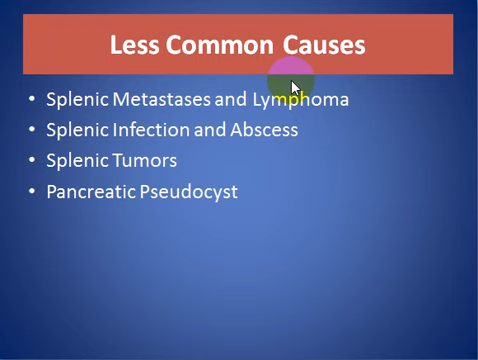 Less Common Causes
• Splenic Metastases and Lymphoma
• Splenic Infection and Abscess
• Splenic Tumors
• Pancreatic Pseudocyst